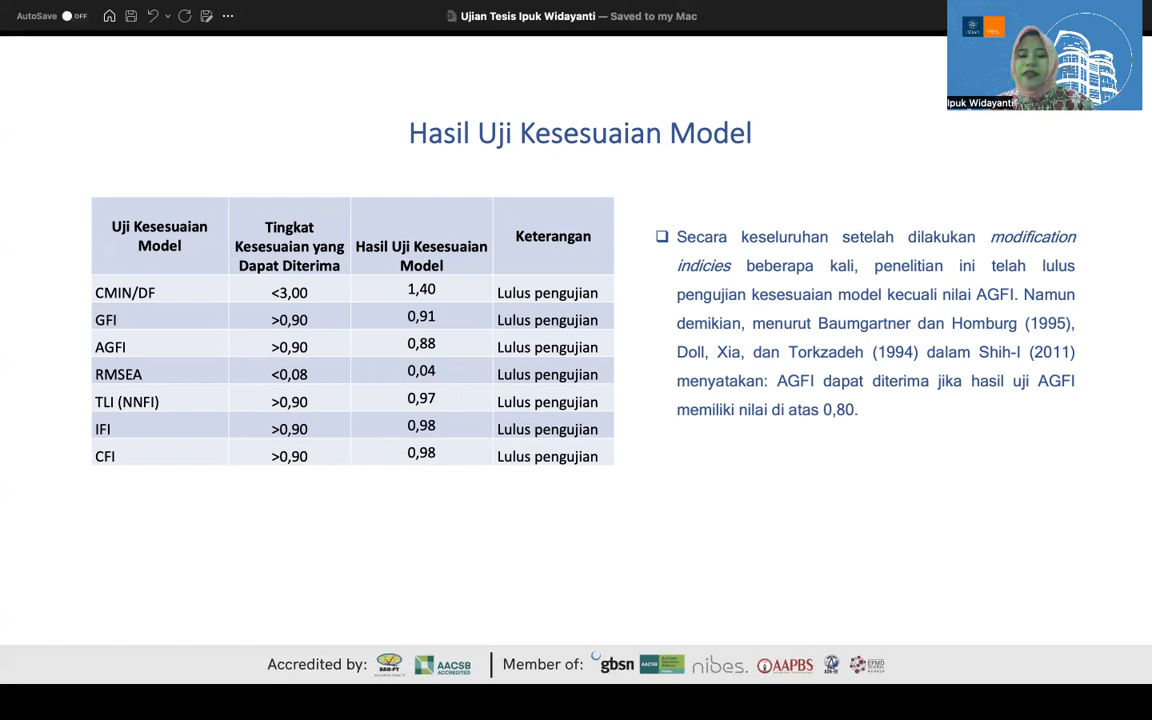 AutoSave OFF
Ujian Tesis Ipuk Widayanti — Saved to my Mac
Ipuk Widayanti
Hasil Uji Kesesuaian Model
Uji Kesesuaian Model | Tingkat Kesesuaian yang Dapat Diterima | Hasil Uji Kesesuaian Model | Keterangan
CMIN/DF | <3,00 | 1,40 | Lulus pengujian
GFI | >0,90 | 0,91 | Lulus pengujian
AGFI | >0,90 | 0,88 | Lulus pengujian
RMSEA | <0,08 | 0,04 | Lulus pengujian
TLI (NNFI) | >0,90 | 0,97 | Lulus pengujian
IFI | >0,90 | 0,98 | Lulus pengujian
CFI | >0,90 | 0,98 | Lulus pengujian
Secara keseluruhan setelah dilakukan modification
indicies beberapa kali, penelitian ini telah lulus
pengujian kesesuaian model kecuali nilai AGFI. Namun
demikian, menurut Baumgartner dan Homburg (1995),
Doll, Xia, dan Torkzadeh (1994) dalam Shih-I (2011)
menyatakan: AGFI dapat diterima jika hasil uji AGFI
memiliki nilai di atas 0,80.
Accredited by: BAN-PT AACSB ACCREDITED Member of: gbsn AACSB nibes. AAPBS EFMD GLOBAL